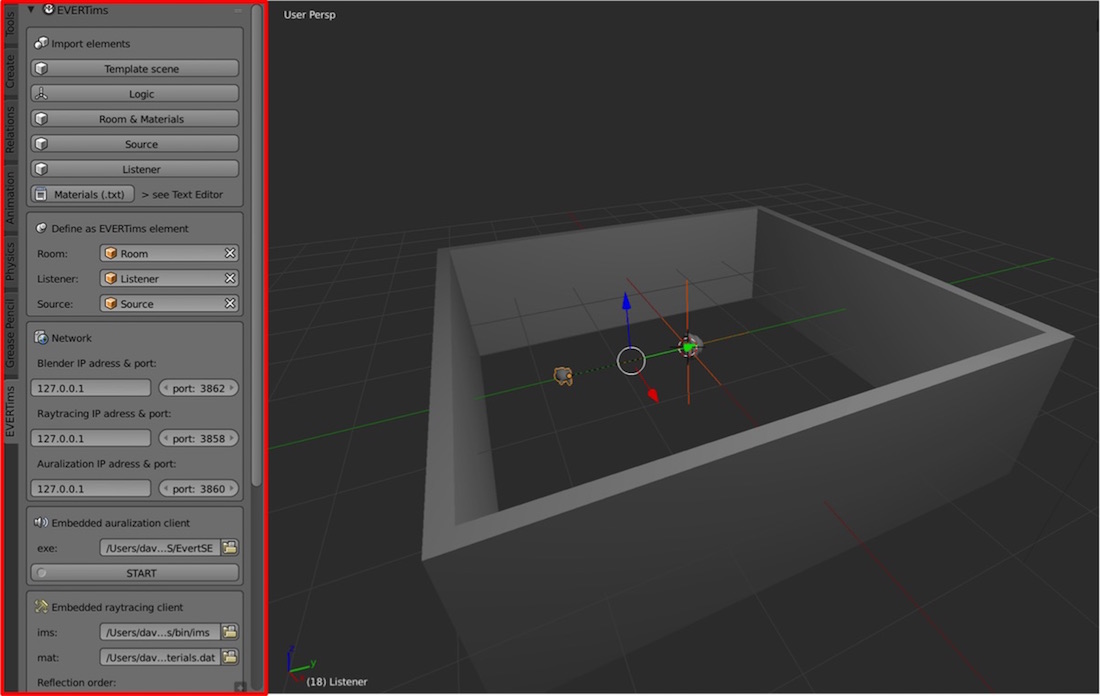 Tools
Create
Relations
Animation
Physics
Grease Pencil
EVERTims
EVERTims
Import elements
Template scene
Logic
Room & Materials
Source
Listener
Materials (.txt) > see Text Editor
Define as EVERTims element
Room: Room
Listener: Listener
Source: Source
Network
Blender IP adress & port:
127.0.0.1 port: 3862
Raytracing IP adress & port:
127.0.0.1 port: 3858
Auralization IP adress & port:
127.0.0.1 port: 3860
Embedded auralization client
exe: /Users/dav...S/EvertSE
START
Embedded raytracing client
ims: /Users/dav...s/bin/ims
mat: /Users/dav...terials.dat
Reflection order:
User Persp
z
y
(18) Listener